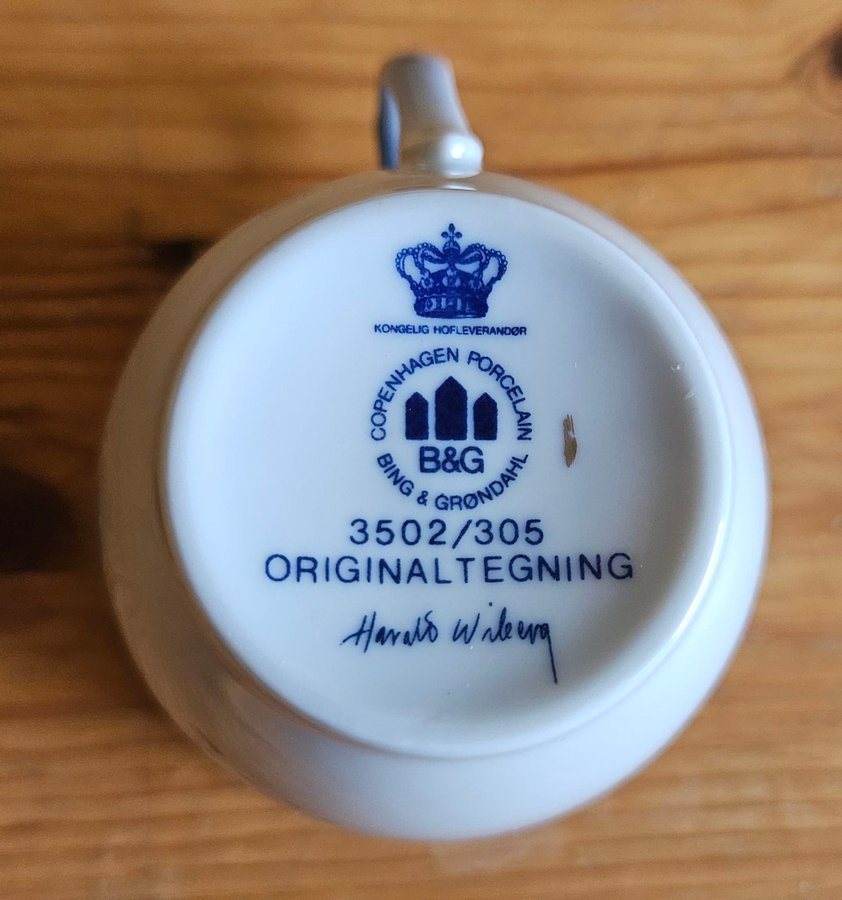 KONGELIG HOFLEVERANDØR
COPENHAGEN PORCELAIN
B&G
BING & GRØNDAHL
3502/305
ORIGINALTEGNING
Harald Wiberg